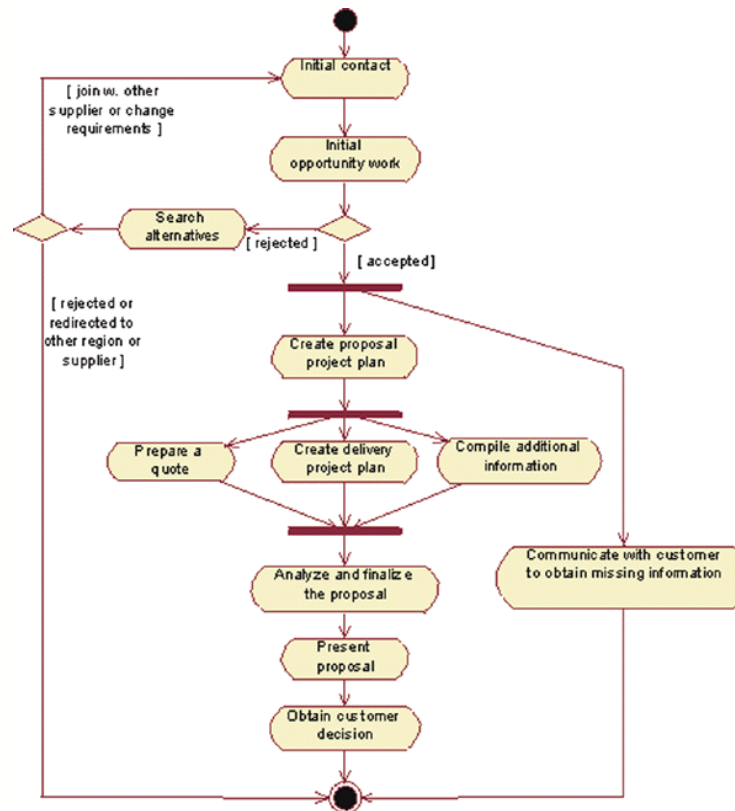 Initial contact
[ join w. other
supplier or change
requirements ]
Initial
opportunity work
Search
alternatives
[ rejected ]
[ accepted]
[ rejected or
redirected to
other region or
supplier ]
Create proposal
project plan
Prepare a
quote
Create delivery
project plan
Compile additional
information
Communicate with customer
to obtain missing information
Analyze and finalize
the proposal
Present
proposal
Obtain customer
decision